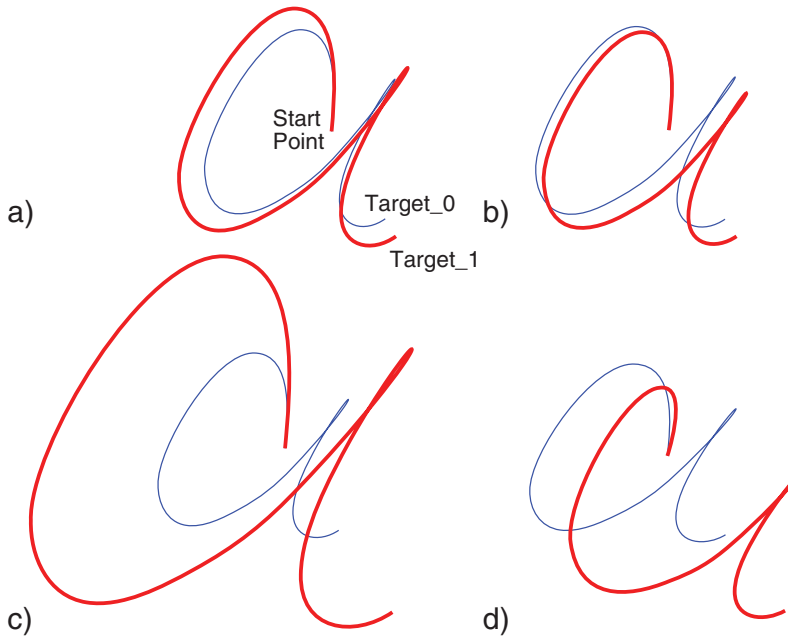 Start
Point
a)
Target_0
b)
Target_1
c)
d)